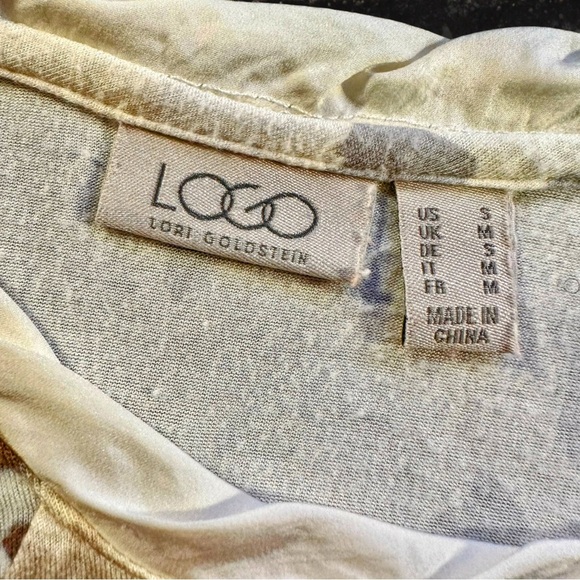 LOGO
LORI GOLDSTEIN
US S
UK M
DE S
IT M
FR M
MADE IN
CHINA